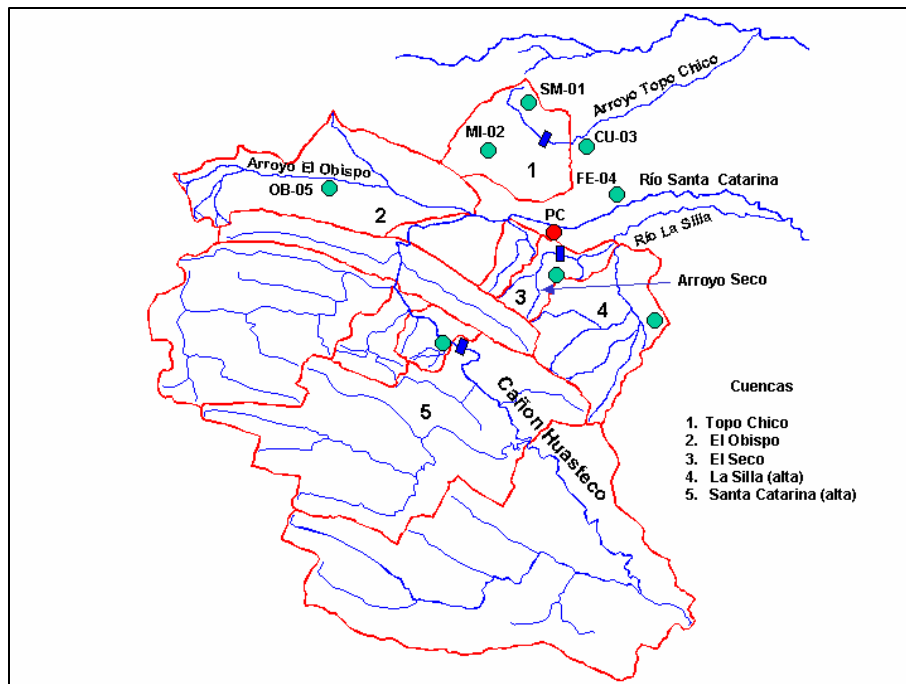 SM-01
Arroyo Topo Chico
MI-02
CU-03
1
Arroyo El Obispo
OB-05
FE-04
Río Santa Catarina
2
PC
Río La Silla
3
4
Arroyo Seco
Cañon Huasteco
5
Cuencas
1. Topo Chico
2. El Obispo
3. El Seco
4. La Silla (alta)
5. Santa Catarina (alta)